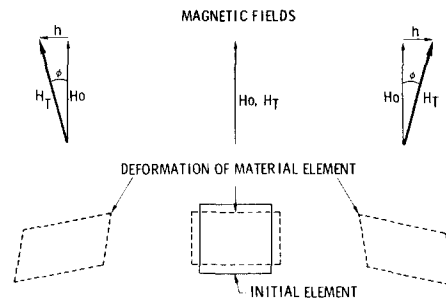 MAGNETIC FIELDS
h
φ
H_T
Ho
Ho, H_T
h
φ
Ho
H_T
DEFORMATION OF MATERIAL ELEMENT
INITIAL ELEMENT